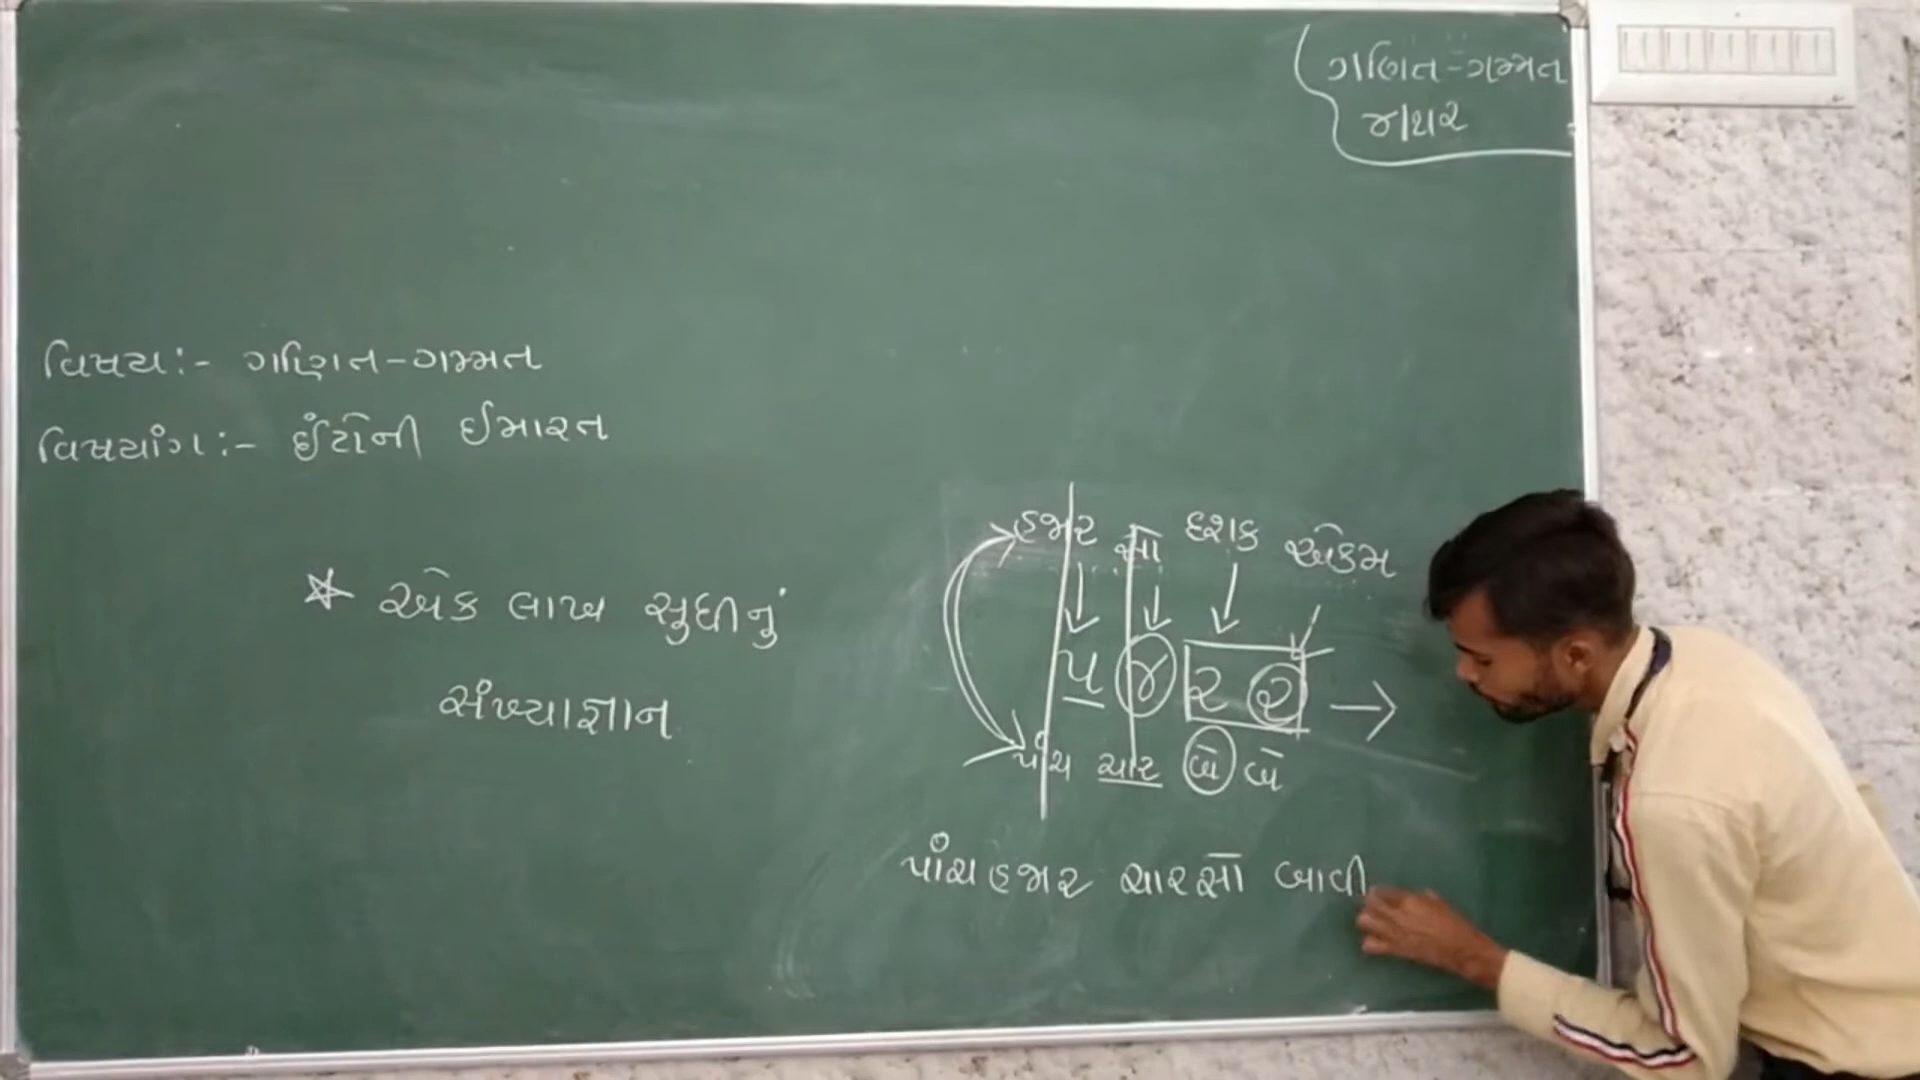 ગણિત-ગમ્મત
વિષય:- ગણિત-ગમ્મત
વિષયાંગ:- ઈંટોની ઈમારત
* એક લાખ સુધીનું
સંખ્યાજ્ઞાન
હજાર સો દશક એકમ
૫ ૪ ૨ ૨ →
પાંચ ચાર બે બે
પાંચ હજાર ચારસો બાવી